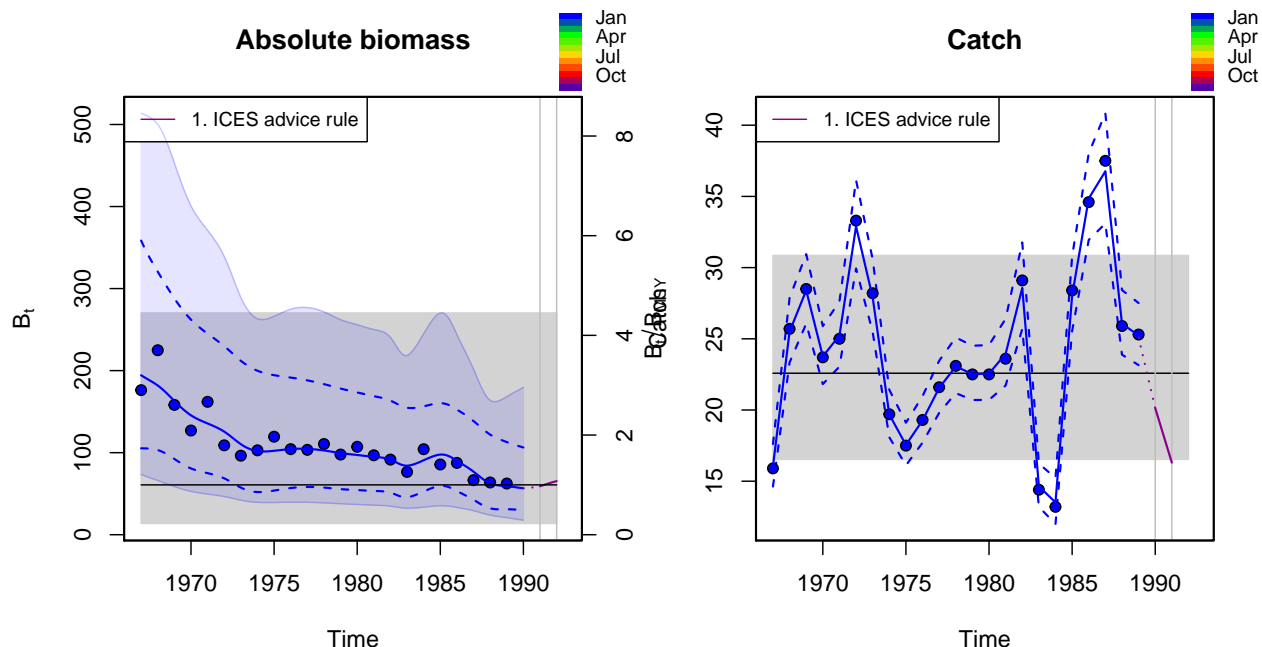 Absolute biomass
Jan
Apr
Jul
Oct
1. ICES advice rule
500
400
300
200
100
0
Bt
8
6
4
2
0
1970
1975
1980
1985
1990
Time
Catch
Jan
Apr
Jul
Oct
1. ICES advice rule
40
35
30
25
20
15
1970
1975
1980
1985
1990
Time